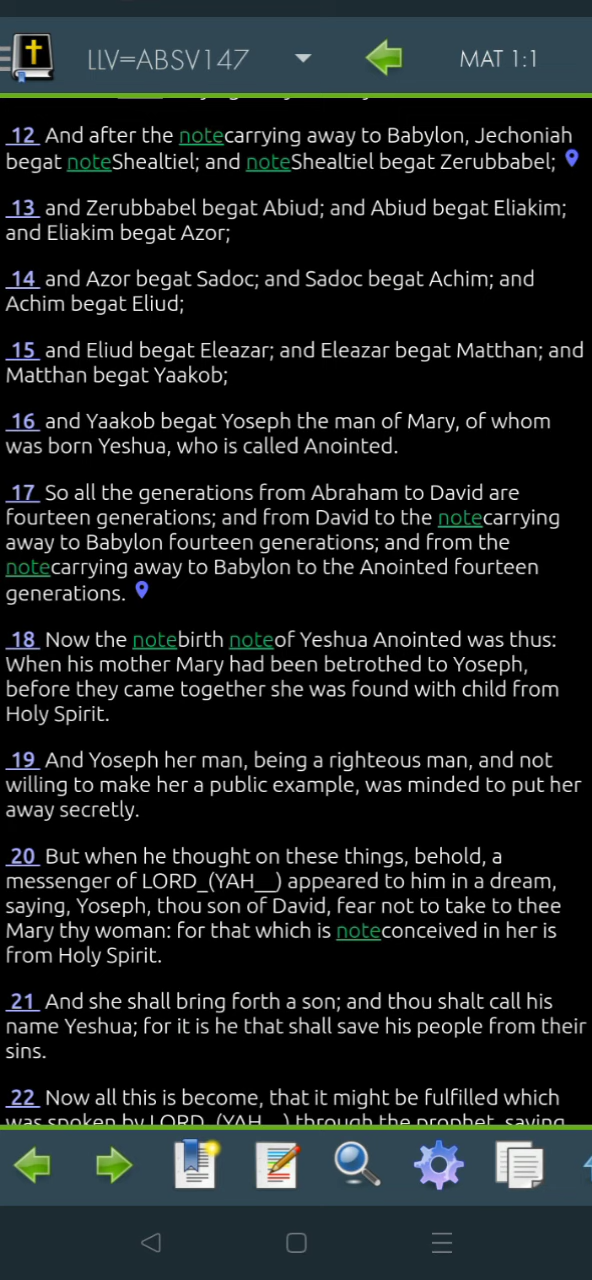 LLV=ABSV147
MAT 1:1
12 And after the notecarrying away to Babylon, Jechoniah
begat noteShealtiel; and noteShealtiel begat Zerubbabel;
13 and Zerubbabel begat Abiud; and Abiud begat Eliakim;
and Eliakim begat Azor;
14 and Azor begat Sadoc; and Sadoc begat Achim; and
Achim begat Eliud;
15 and Eliud begat Eleazar; and Eleazar begat Matthan; and
Matthan begat Yaakob;
16 and Yaakob begat Yoseph the man of Mary, of whom
was born Yeshua, who is called Anointed.
17 So all the generations from Abraham to David are
fourteen generations; and from David to the notecarrying
away to Babylon fourteen generations; and from the
notecarrying away to Babylon to the Anointed fourteen
generations.
18 Now the notebirth noteof Yeshua Anointed was thus:
When his mother Mary had been betrothed to Yoseph,
before they came together she was found with child from
Holy Spirit.
19 And Yoseph her man, being a righteous man, and not
willing to make her a public example, was minded to put her
away secretly.
20 But when he thought on these things, behold, a
messenger of LORD_(YAH__) appeared to him in a dream,
saying, Yoseph, thou son of David, fear not to take to thee
Mary thy woman: for that which is noteconceived in her is
from Holy Spirit.
21 And she shall bring forth a son; and thou shalt call his
name Yeshua; for it is he that shall save his people from their
sins.
22 Now all this is become, that it might be fulfilled which
was spoken by LORD_(YAH__) through the prophet, saying,